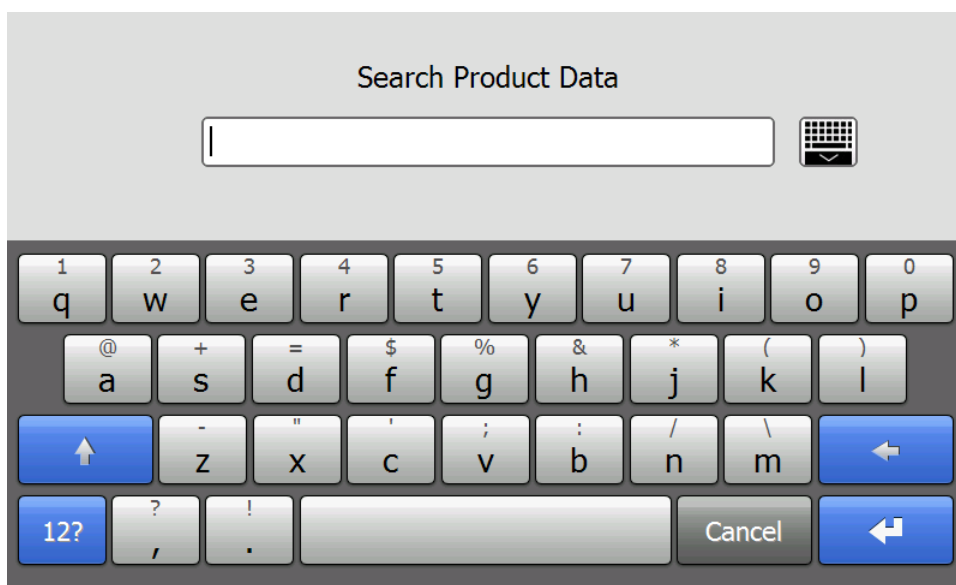 Search Product Data
1 2 3 4 5 6 7 8 9 0
q w e r t y u i o p
@ + = $ % & * ( )
a s d f g h j k l
- " ' ; : / \
z x c v b n m
? !
12? , . Cancel